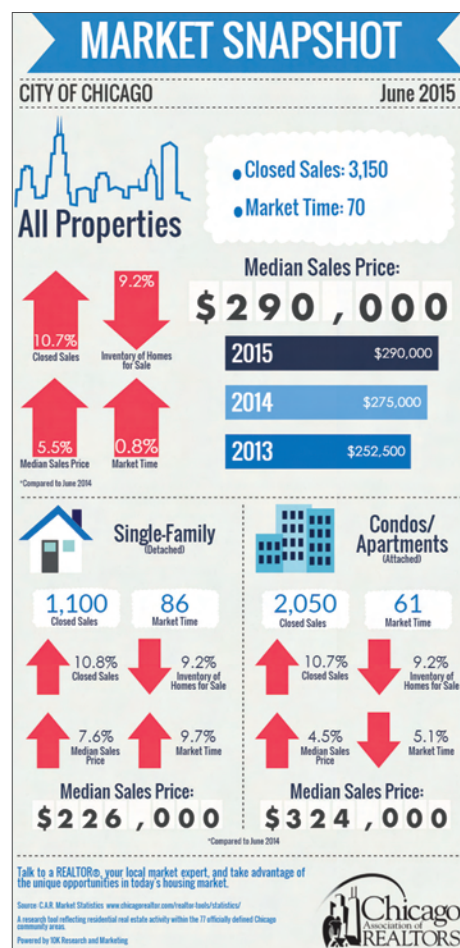 MARKET SNAPSHOT
CITY OF CHICAGO
June 2015
All Properties
• Closed Sales: 3,150
• Market Time: 70
10.7%
Closed Sales
9.2%
Inventory of Homes
for Sale
5.5%
Median Sales Price
0.8%
Market Time
*Compared to June 2014
Median Sales Price:
$290,000
2015 $290,000
2014 $275,000
2013 $252,500
Single-Family
(Detached)
1,100
Closed Sales
86
Market Time
10.8%
Closed Sales
9.2%
Inventory of
Homes for Sale
7.6%
Median Sales
Price
9.7%
Market Time
Median Sales Price:
$226,000
Condos/
Apartments
(Attached)
2,050
Closed Sales
61
Market Time
10.7%
Closed Sales
9.2%
Inventory of
Homes for Sale
4.5%
Median Sales
Price
5.1%
Market Time
Median Sales Price:
$324,000
*Compared to June 2014
Talk to a REALTOR®, your local market expert, and take advantage of
the unique opportunities in today's housing market.
Source: C.A.R. Market Statistics www.chicagorealtor.com/realtor-tools/statistics/
A research tool reflecting residential real estate activity within the 77 officially defined Chicago
community areas.
Powered by 10K Research and Marketing
Chicago
Association of
REALTORS